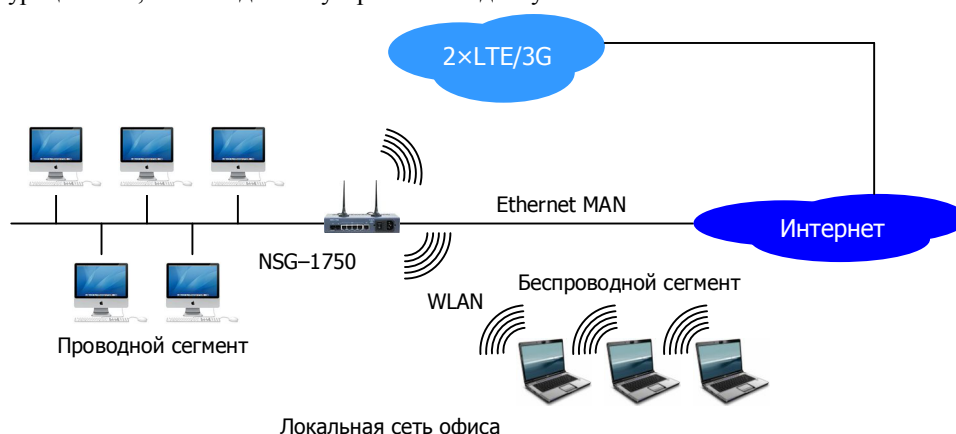 2×LTE/3G
Ethernet MAN
Интернет
NSG–1750
WLAN
Беспроводной сегмент
Проводной сегмент
Локальная сеть офиса